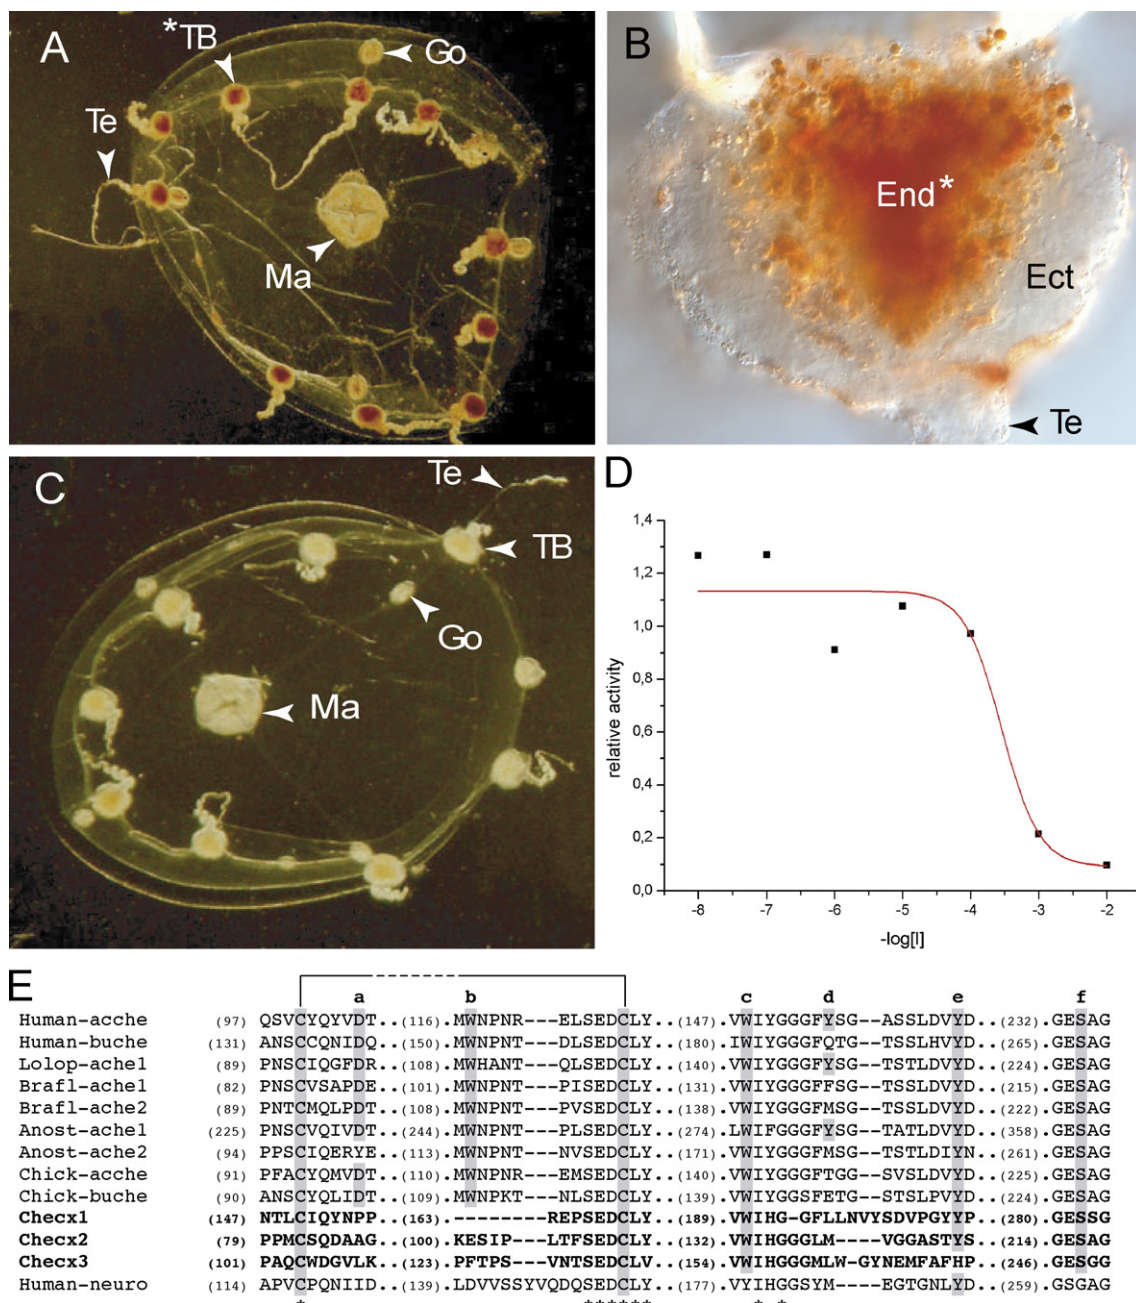 A
*TB
Go
Te
Ma
B
End*
Ect
Te
C
Te
TB
Go
Ma
D
1,4
1,2
1,0
0,8
0,6
0,4
0,2
0,0
relative activity
-8 -7 -6 -5 -4 -3 -2
-log[I]
E
a b c d e f
Human-acche (97) QSVCYQYVDT..(116)MWNPNR---ELSEDCLY..(147)VWIYGGGFYSG--ASSLDVYD..(232)GESAG
Human-buche (131) ANSCCQNIDQ..(150)MWNPNT---DLSEDCLY..(180)IWIYGGGFQTG--TSSLHVYD..(265)GESAG
Lolop-ache1 (89) PNSCIQGFDR..(108)MWHANT---QLSEDCLY..(140)VWIYGGGFYSG--TSTLDVYD..(224)GESAG
Brafl-ache1 (82) PNSCVSAPDE..(101)MWNPNT---PISEDCLY..(131)VWIYGGGFFSG--TSSLDVYD..(215)GESAG
Brafl-ache2 (89) PNTCMQLPDT..(108)MWNPNT---PVSEDCLY..(138)VWIYGGGFMSG--TSSLDVYD..(222)GESAG
Anost-ache1 (225) PNSCVQIVDT..(244)MWNPNT---PLSEDCLY..(274)LWIFGGGFYSG--TATLDVYD..(358)GESAG
Anost-ache2 (94) PPSCIQERYE..(113)MWNPNT---NVSEDCLY..(171)VWIYGGGFMSG--TSTLDIYN..(261)GESAG
Chick-acche (91) PFACYQMVDT..(110)MWNPNR---EMSEDCLY..(140)VWIYGGGFTGG--SVSLDVYD..(225)GESAG
Chick-buche (90) ANSCYQLIDT..(109)MWNPKT---NLSEDCLY..(139)VWIYGGSFETG--TSTSLPVYD..(224)GESAG
Checx1 (147) NTLCIQYNPP..(163)--------REPSEDCLY..(189)VWIHG-GFLLNVYSDVPGYYP..(280)GESSG
Checx2 (79) PPMCSQDAAG..(100)KESIP--LTFSEDCLY..(132)VWIHGGGLM---VGGASTYS..(214)GESAG
Checx3 (101) PAQCWDGVLK..(123)PFTPS--VNTSEDCLY..(154)VWIHGGGMLW-GYNEMFAFHP..(246)GESGG
Human-neuro (114) APVCPQNIID..(139)LDVVSSYVQDQSEDCLY..(177)VYIHGGSYM---EGTGNLYD..(259)GSGAG
* ****** * *